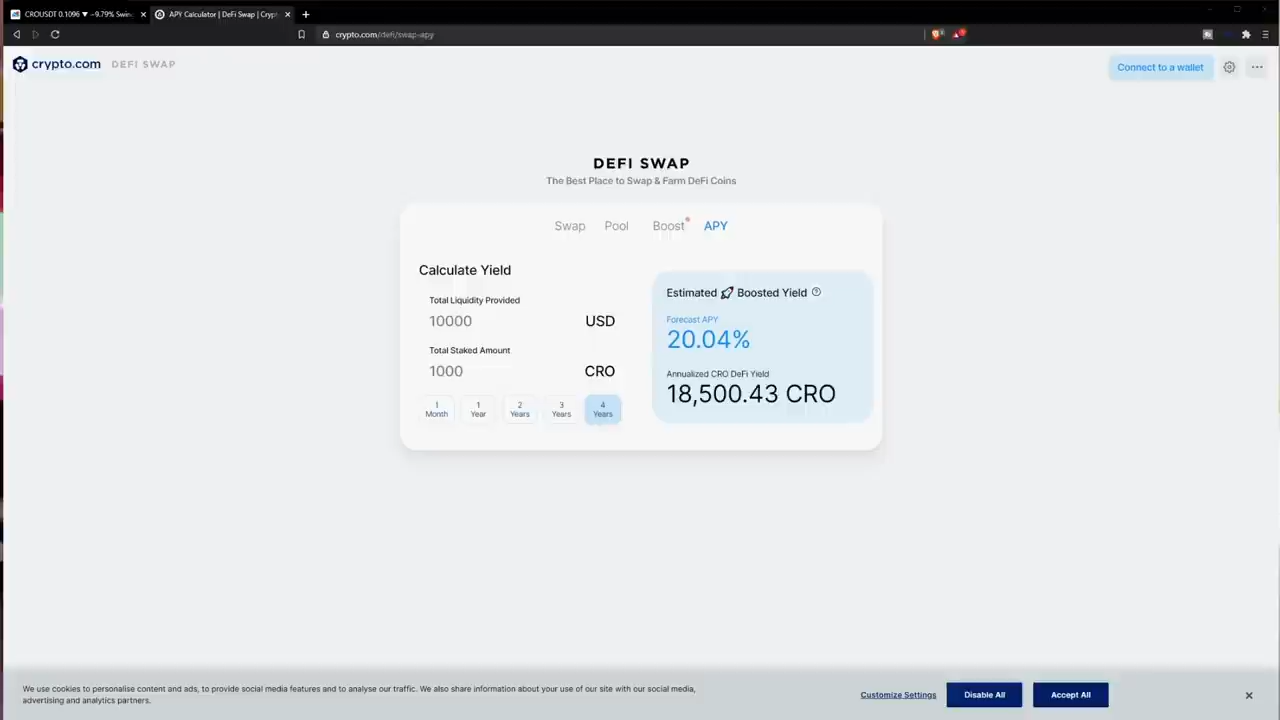 CROUSDT 0.1096 ▼ −9.79% Swin
APY Calculator | DeFi Swap | Crypt
crypto.com/defi/swap-apy
crypto.com DEFI SWAP
Connect to a wallet
DEFI SWAP
The Best Place to Swap & Farm DeFi Coins
Swap Pool Boost APY
Calculate Yield
Total Liquidity Provided
10000 USD
Total Staked Amount
1000 CRO
1 Month
1 Year
2 Years
3 Years
4 Years
Estimated Boosted Yield
Forecast APY
20.04%
Annualized CRO DeFi Yield
18,500.43 CRO
We use cookies to personalise content and ads, to provide social media features and to analyse our traffic. We also share information about your use of our site with our social media,
advertising and analytics partners.
Customize Settings
Disable All
Accept All